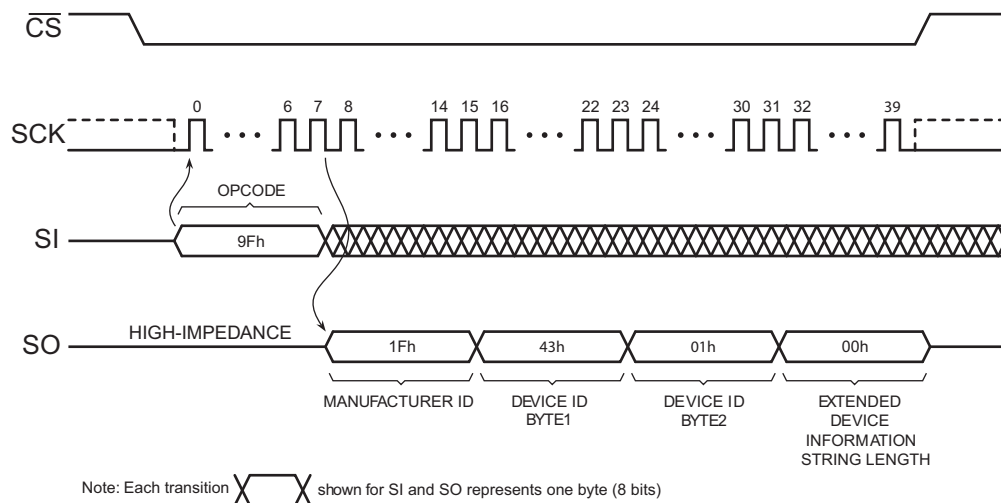 CS
0 6 7 8 14 15 16 22 23 24 30 31 32 39
SCK
OPCODE
SI 9Fh
HIGH-IMPEDANCE
SO 1Fh 43h 01h 00h
MANUFACTURER ID
DEVICE ID
BYTE1
DEVICE ID
BYTE2
EXTENDED
DEVICE
INFORMATION
STRING LENGTH
Note: Each transition shown for SI and SO represents one byte (8 bits)